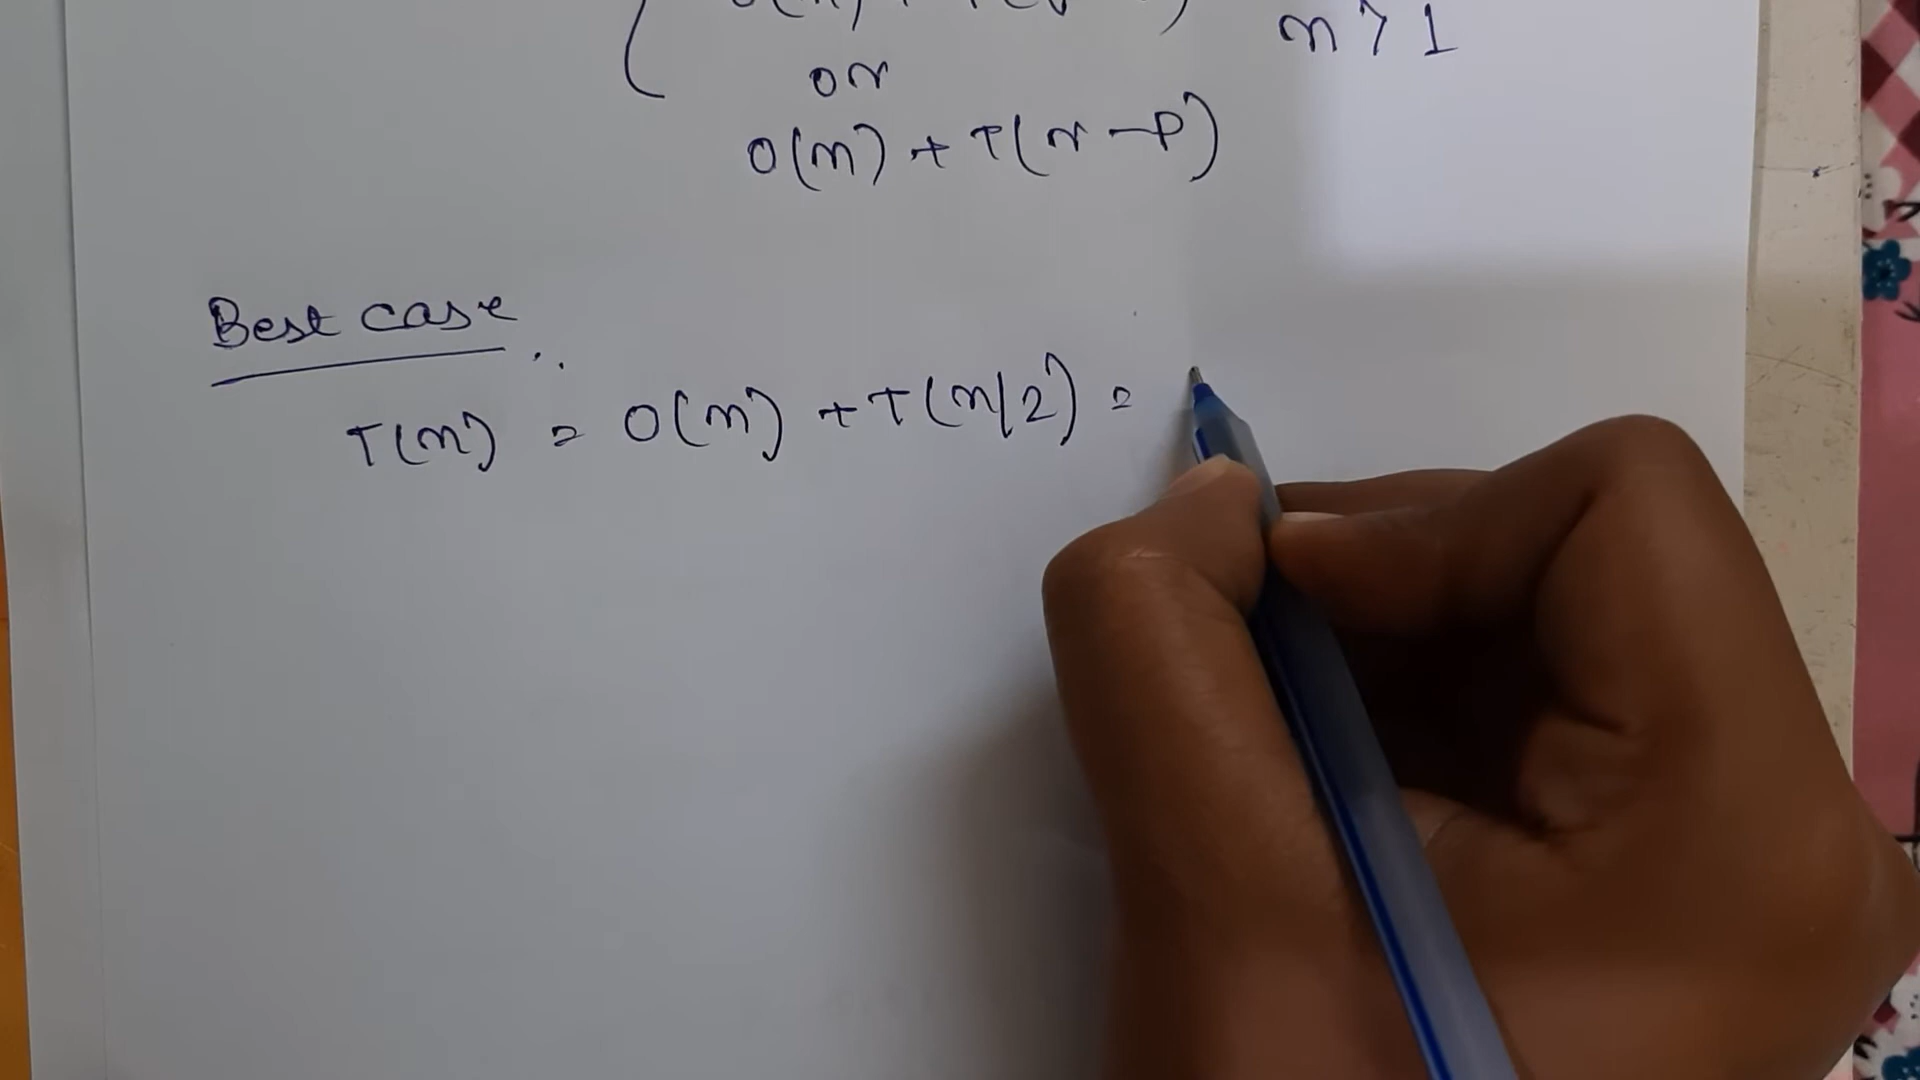 n > 1
or
O(n) + T(r-P)
Best case :
T(n) = O(n) + T(n/2) =